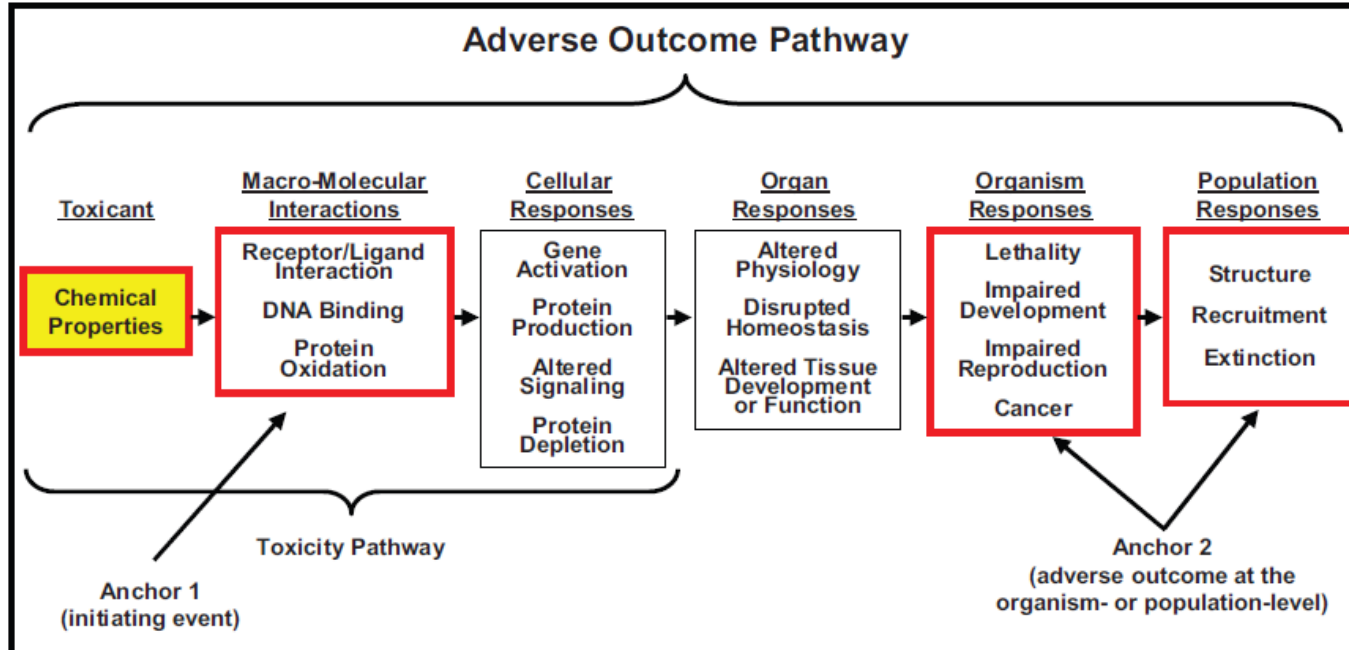 Adverse Outcome Pathway
Toxicant
Macro-Molecular
Interactions
Cellular
Responses
Organ
Responses
Organism
Responses
Population
Responses
Chemical
Properties
Receptor/Ligand
Interaction
DNA Binding
Protein
Oxidation
Gene
Activation
Protein
Production
Altered
Signaling
Protein
Depletion
Altered
Physiology
Disrupted
Homeostasis
Altered Tissue
Development
or Function
Lethality
Impaired
Development
Impaired
Reproduction
Cancer
Structure
Recruitment
Extinction
Toxicity Pathway
Anchor 1
(initiating event)
Anchor 2
(adverse outcome at the
organism- or population-level)